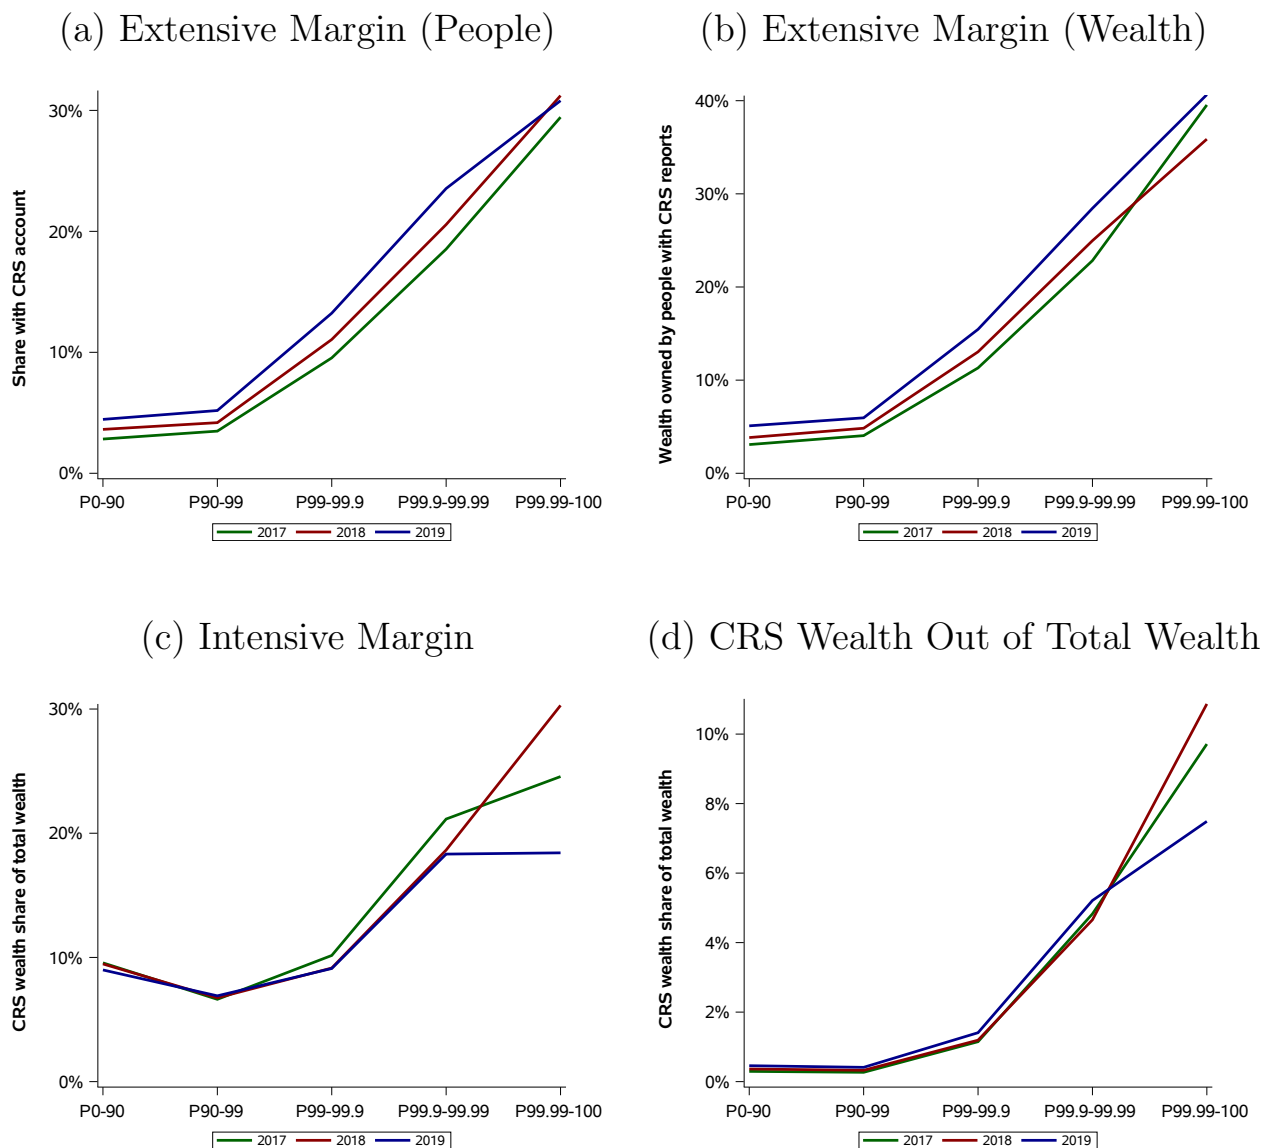 (a) Extensive Margin (People)
Share with CRS account
30%
20%
10%
0%
P0-90 P90-99 P99-99.9 P99.9-99.99 P99.99-100
2017 2018 2019
(b) Extensive Margin (Wealth)
Wealth owned by people with CRS reports
40%
30%
20%
10%
0%
P0-90 P90-99 P99-99.9 P99.9-99.99 P99.99-100
2017 2018 2019
(c) Intensive Margin
CRS wealth share of total wealth
30%
20%
10%
0%
P0-90 P90-99 P99-99.9 P99.9-99.99 P99.99-100
2017 2018 2019
(d) CRS Wealth Out of Total Wealth
CRS wealth share of total wealth
10%
8%
6%
4%
2%
0%
P0-90 P90-99 P99-99.9 P99.9-99.99 P99.99-100
2017 2018 2019